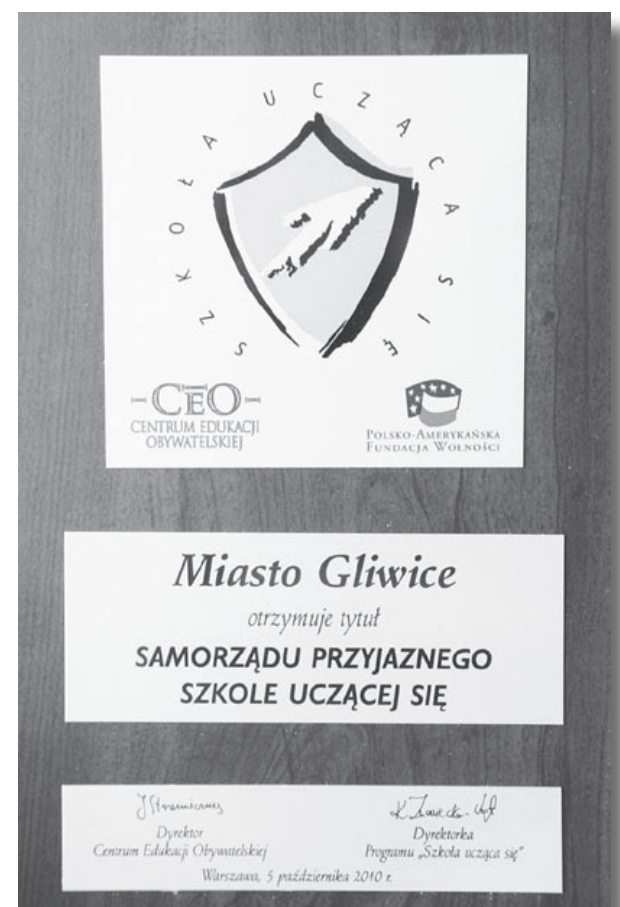 SZKOŁA UCZĄCA SIĘ
CEO
CENTRUM EDUKACJI
OBYWATELSKIEJ
POLSKO-AMERYKAŃSKA
FUNDACJA WOLNOŚCI
Miasto Gliwice
otrzymuje tytuł
SAMORZĄDU PRZYJAZNEGO
SZKOLE UCZĄCEJ SIĘ
Dyrektor
Centrum Edukacji Obywatelskiej
Dyrektorka
Programu „Szkoła ucząca się”
Warszawa, 5 października 2010 r.